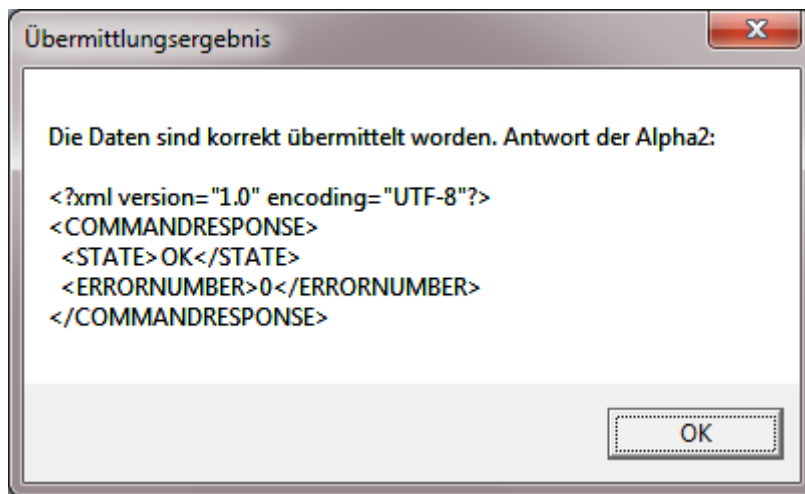 Übermittlungsergebnis
Die Daten sind korrekt übermittelt worden. Antwort der Alpha2:
<?xml version="1.0" encoding="UTF-8"?>
<COMMANDRESPONSE>
<STATE>OK</STATE>
<ERRORNUMBER>0</ERRORNUMBER>
</COMMANDRESPONSE>
OK